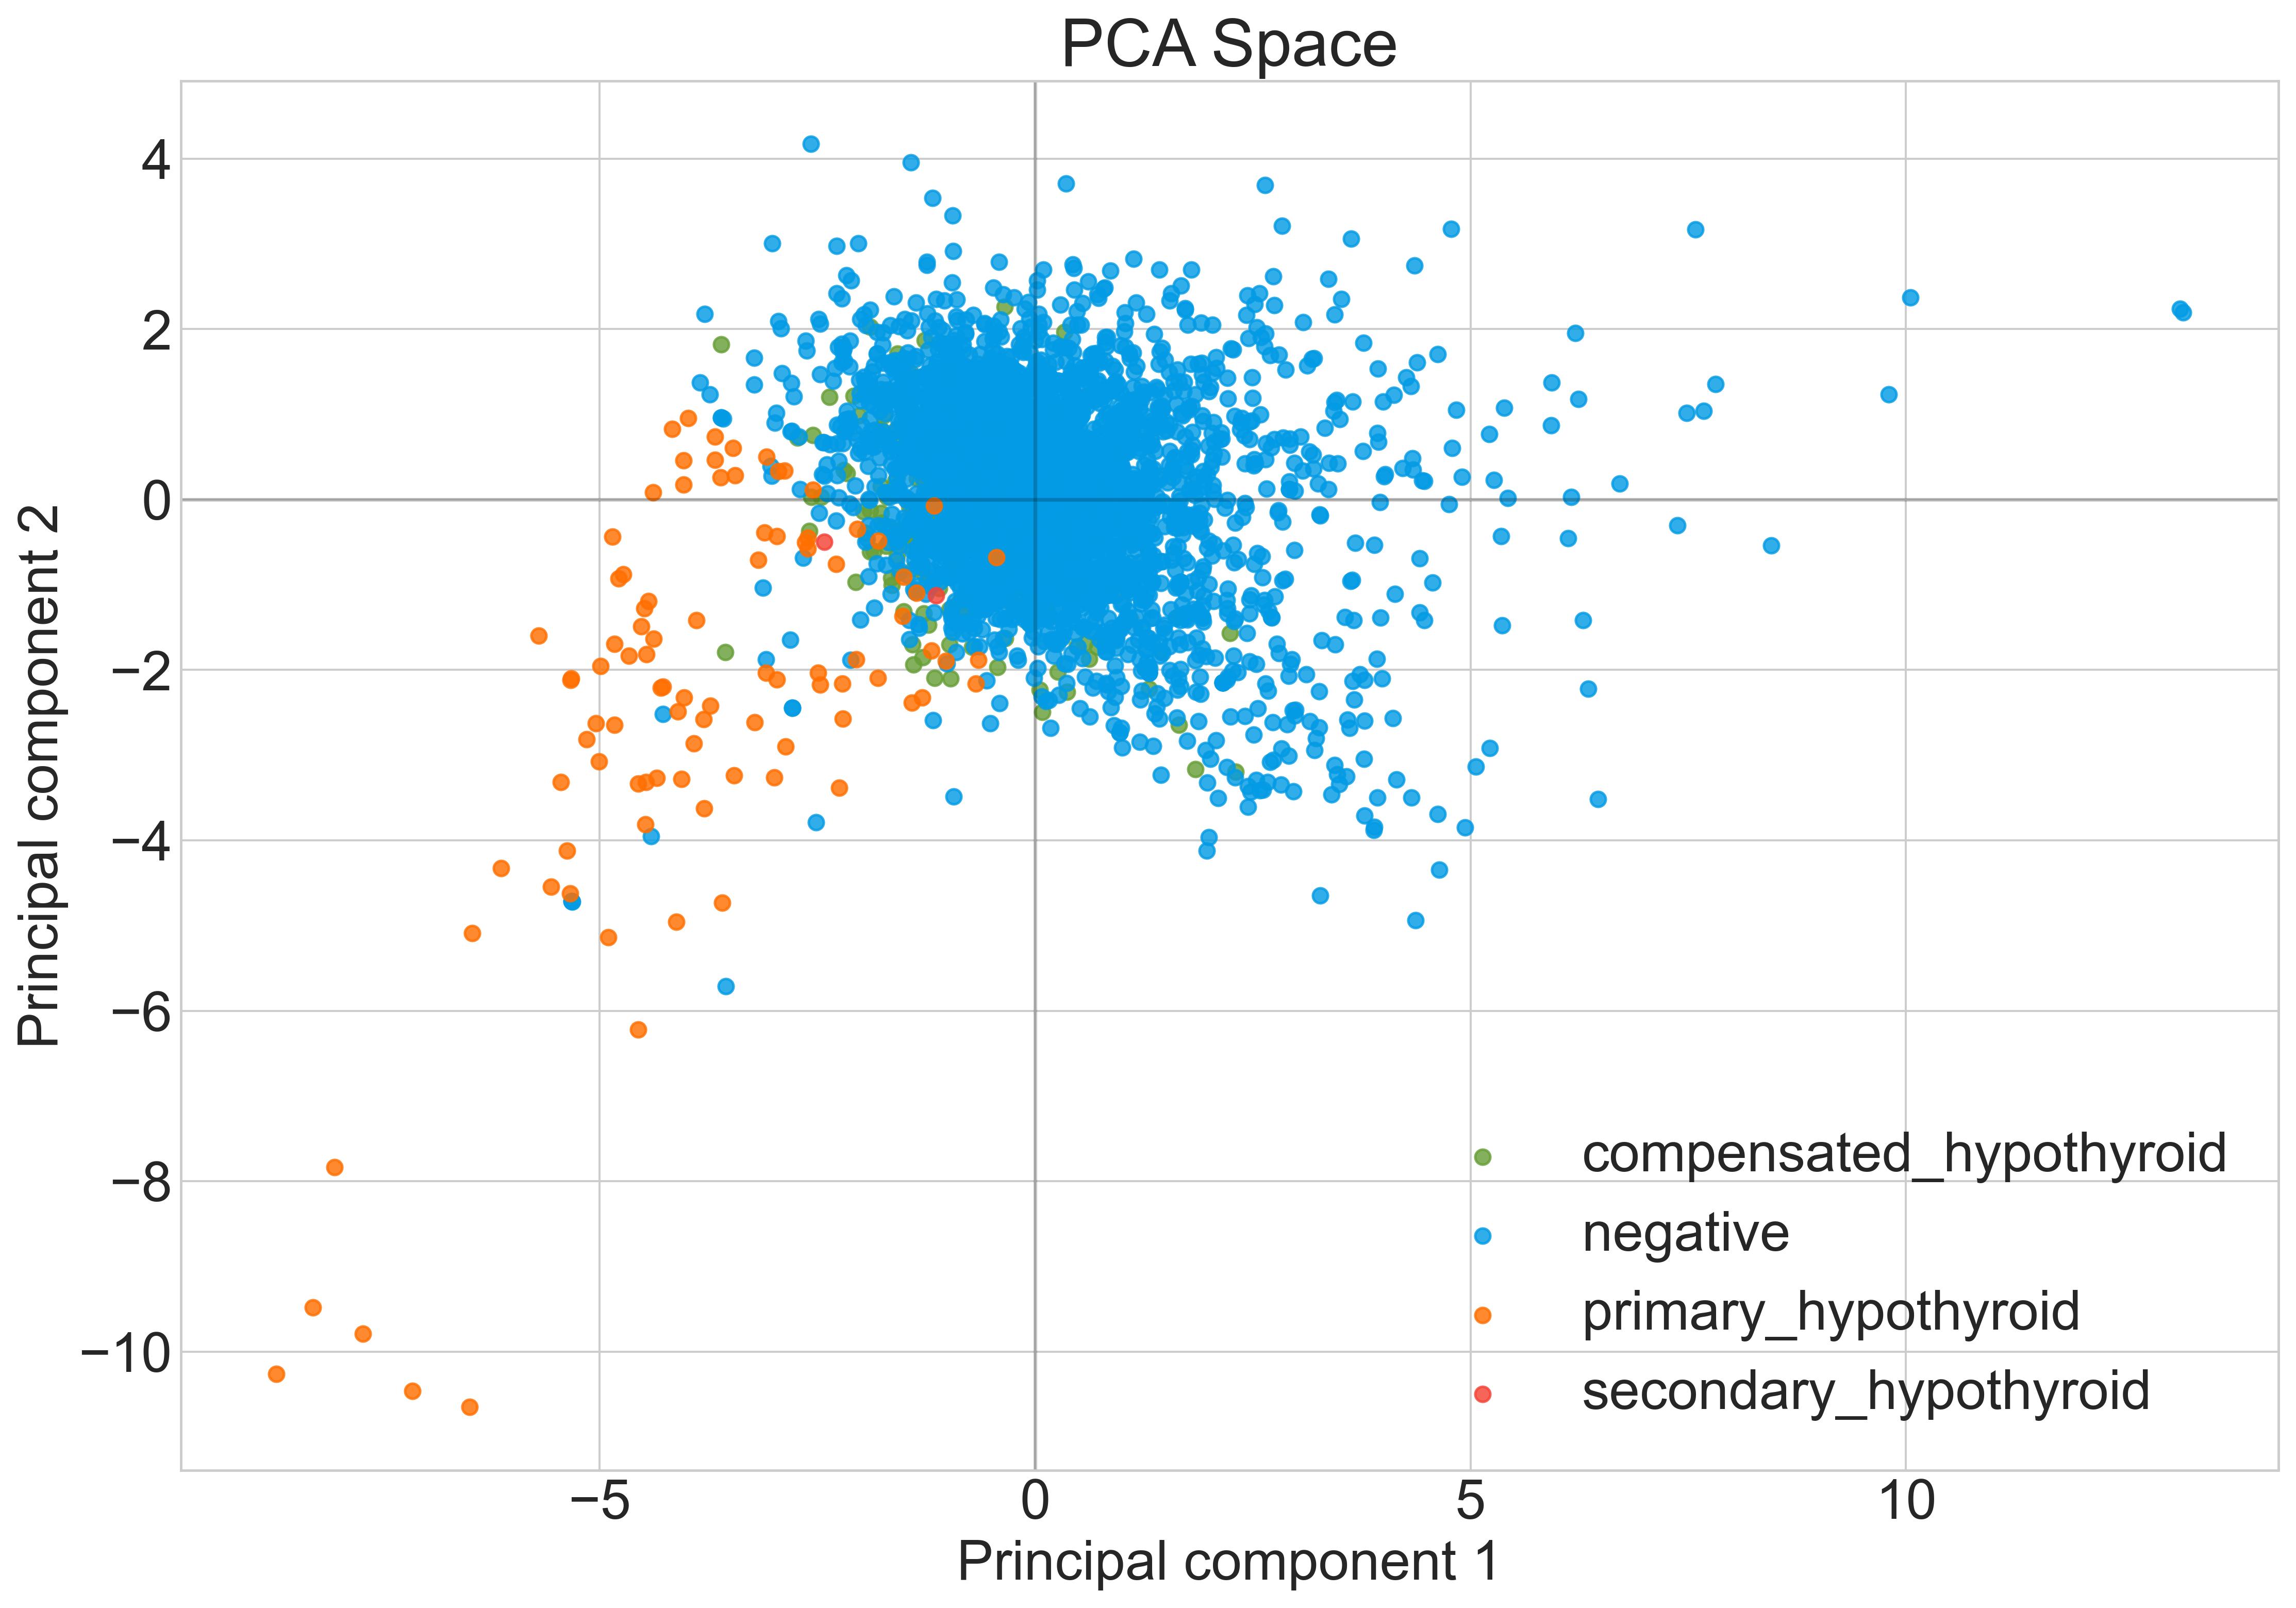 PCA Space
4
2
0
−2
−4
−6
−8
−10
Principal component 2
compensated_hypothyroid
negative
primary_hypothyroid
secondary_hypothyroid
−5
0
5
10
Principal component 1